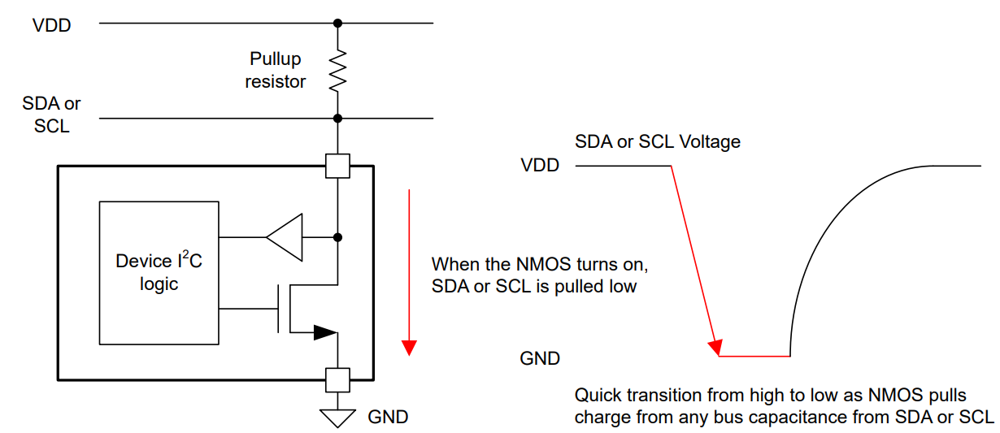 VDD
Pullup
resistor
SDA or
SCL
Device I²C
logic
When the NMOS turns on,
SDA or SCL is pulled low
GND
SDA or SCL Voltage
VDD
GND
Quick transition from high to low as NMOS pulls
charge from any bus capacitance from SDA or SCL